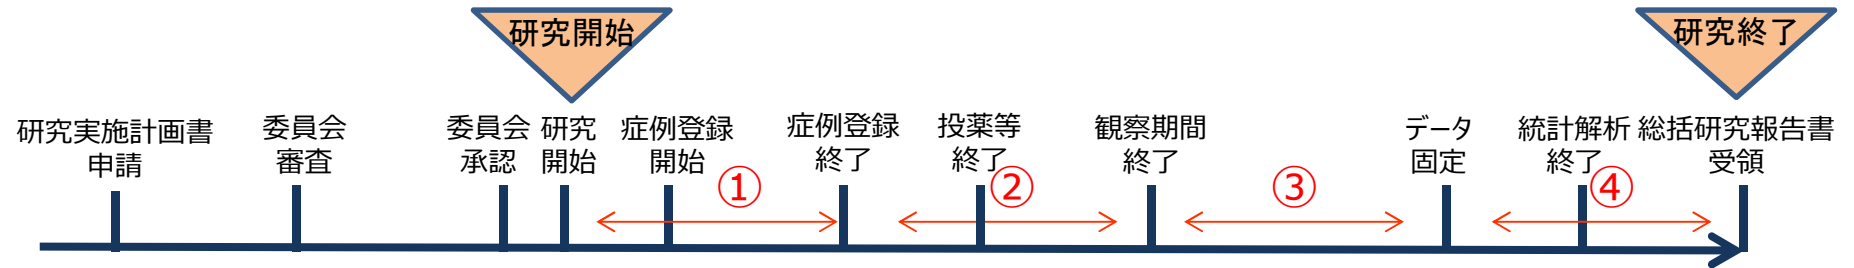 研究開始
研究終了
研究実施計画書
申請
委員会
審査
委員会
承認
研究
開始
症例登録
開始
症例登録
終了
投薬等
終了
観察期間
終了
データ
固定
統計解析
終了
総括研究報告書
受領
①
②
③
④